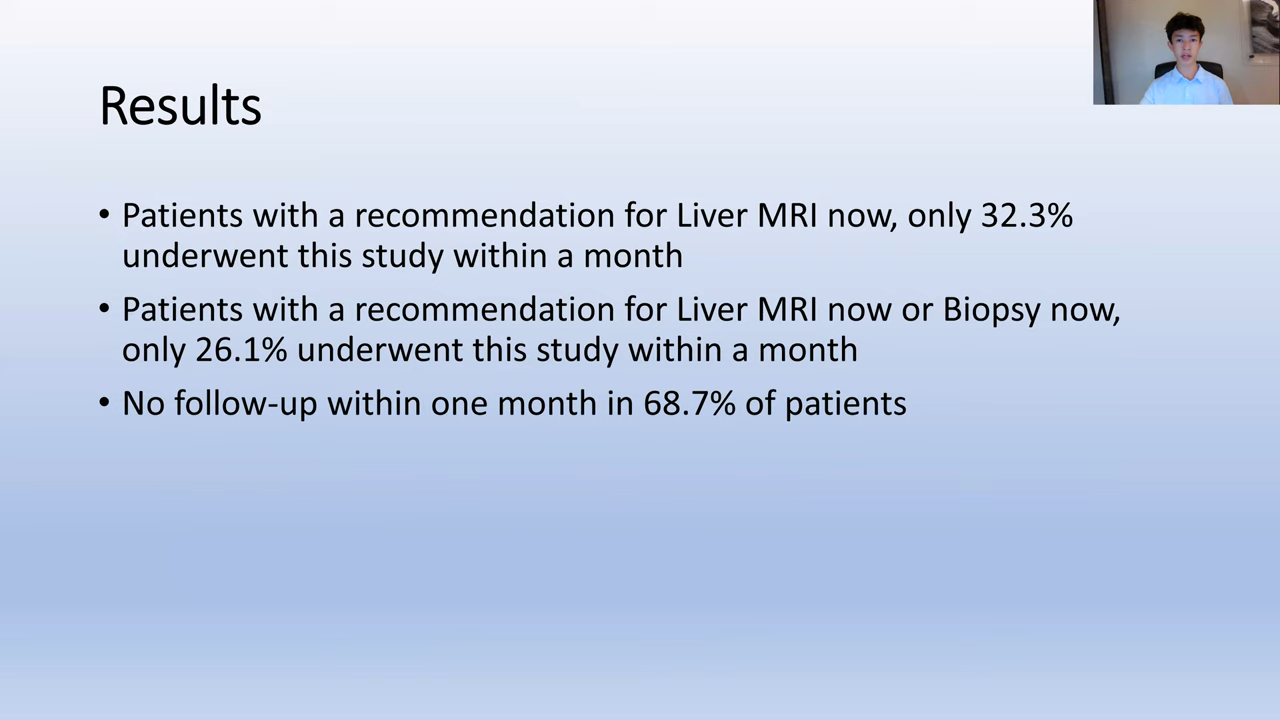 Results
• Patients with a recommendation for Liver MRI now, only 32.3%
underwent this study within a month
• Patients with a recommendation for Liver MRI now or Biopsy now,
only 26.1% underwent this study within a month
• No follow-up within one month in 68.7% of patients